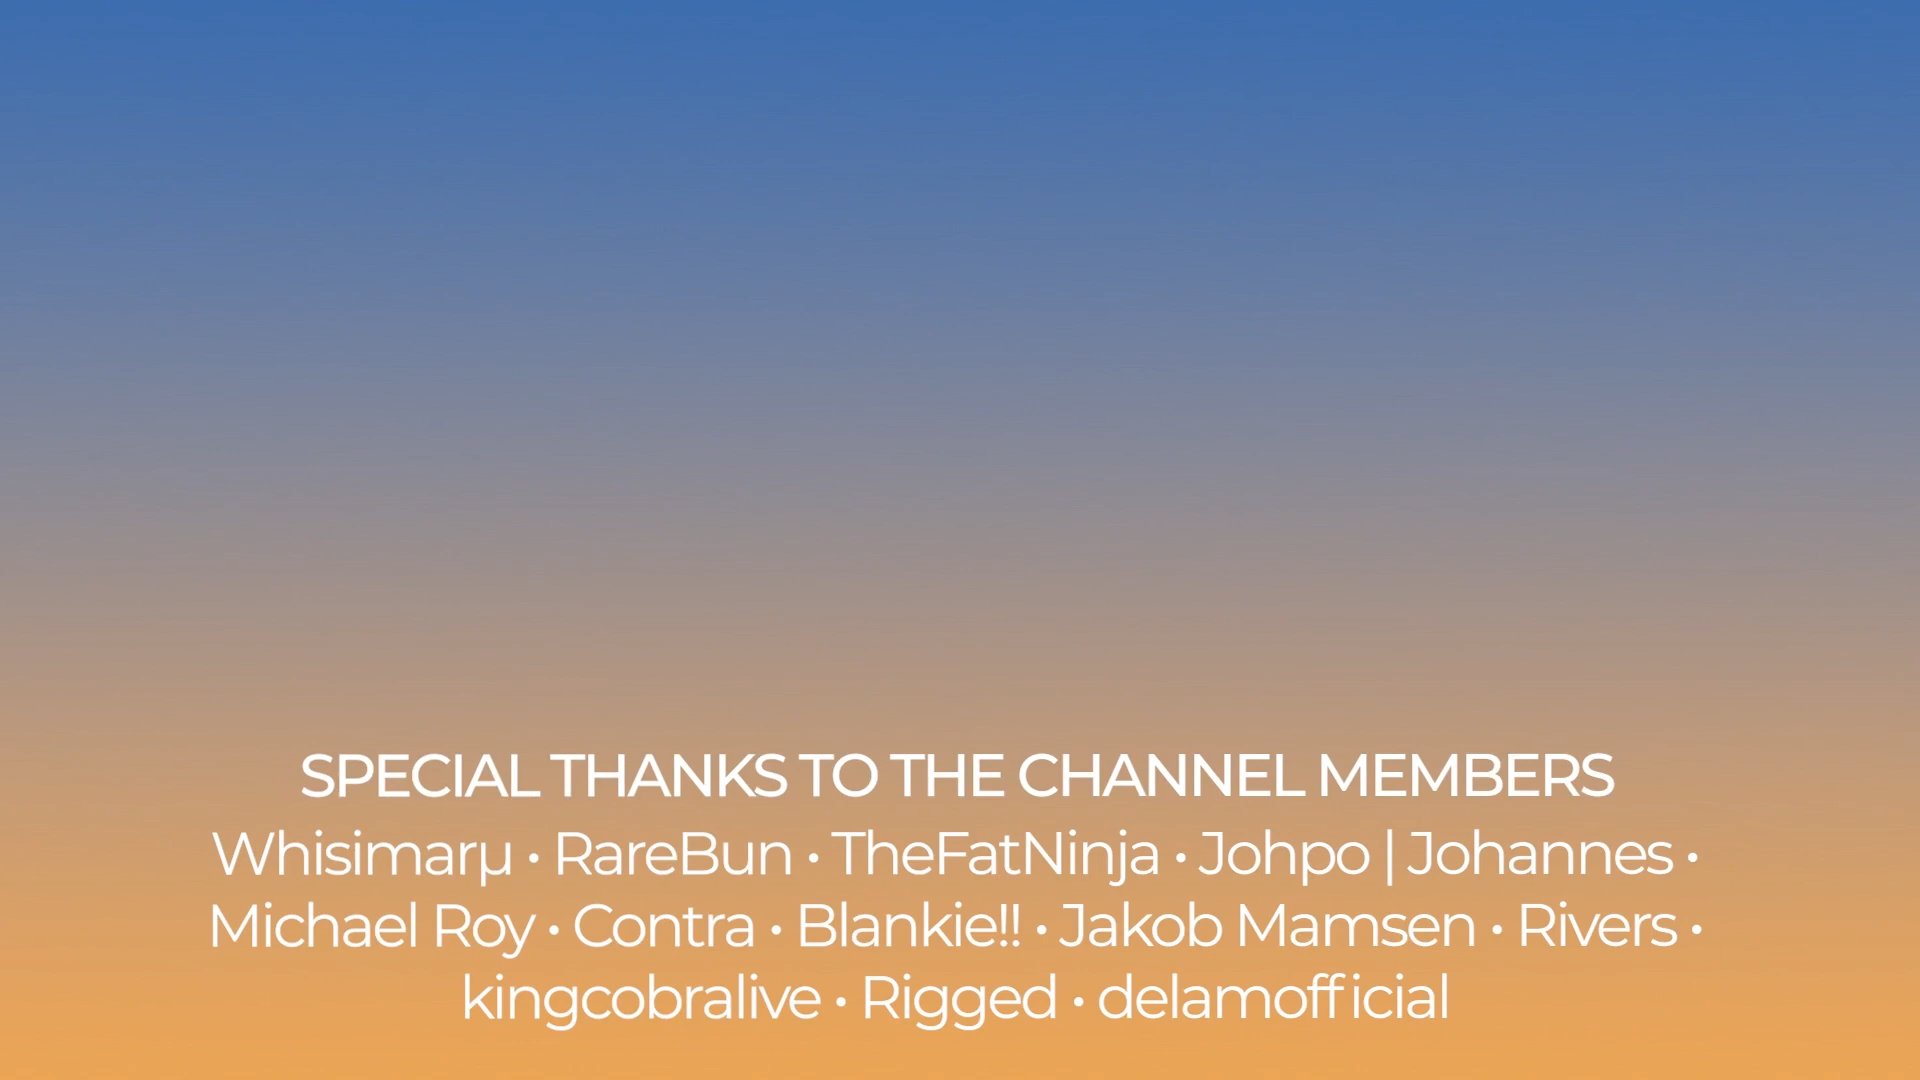 SPECIAL THANKS TO THE CHANNEL MEMBERS
Whisimarμ • RareBun • TheFatNinja • Johpo | Johannes •
Michael Roy • Contra • Blankie!! • Jakob Mamsen • Rivers •
kingcobralive • Rigged • delamofficial